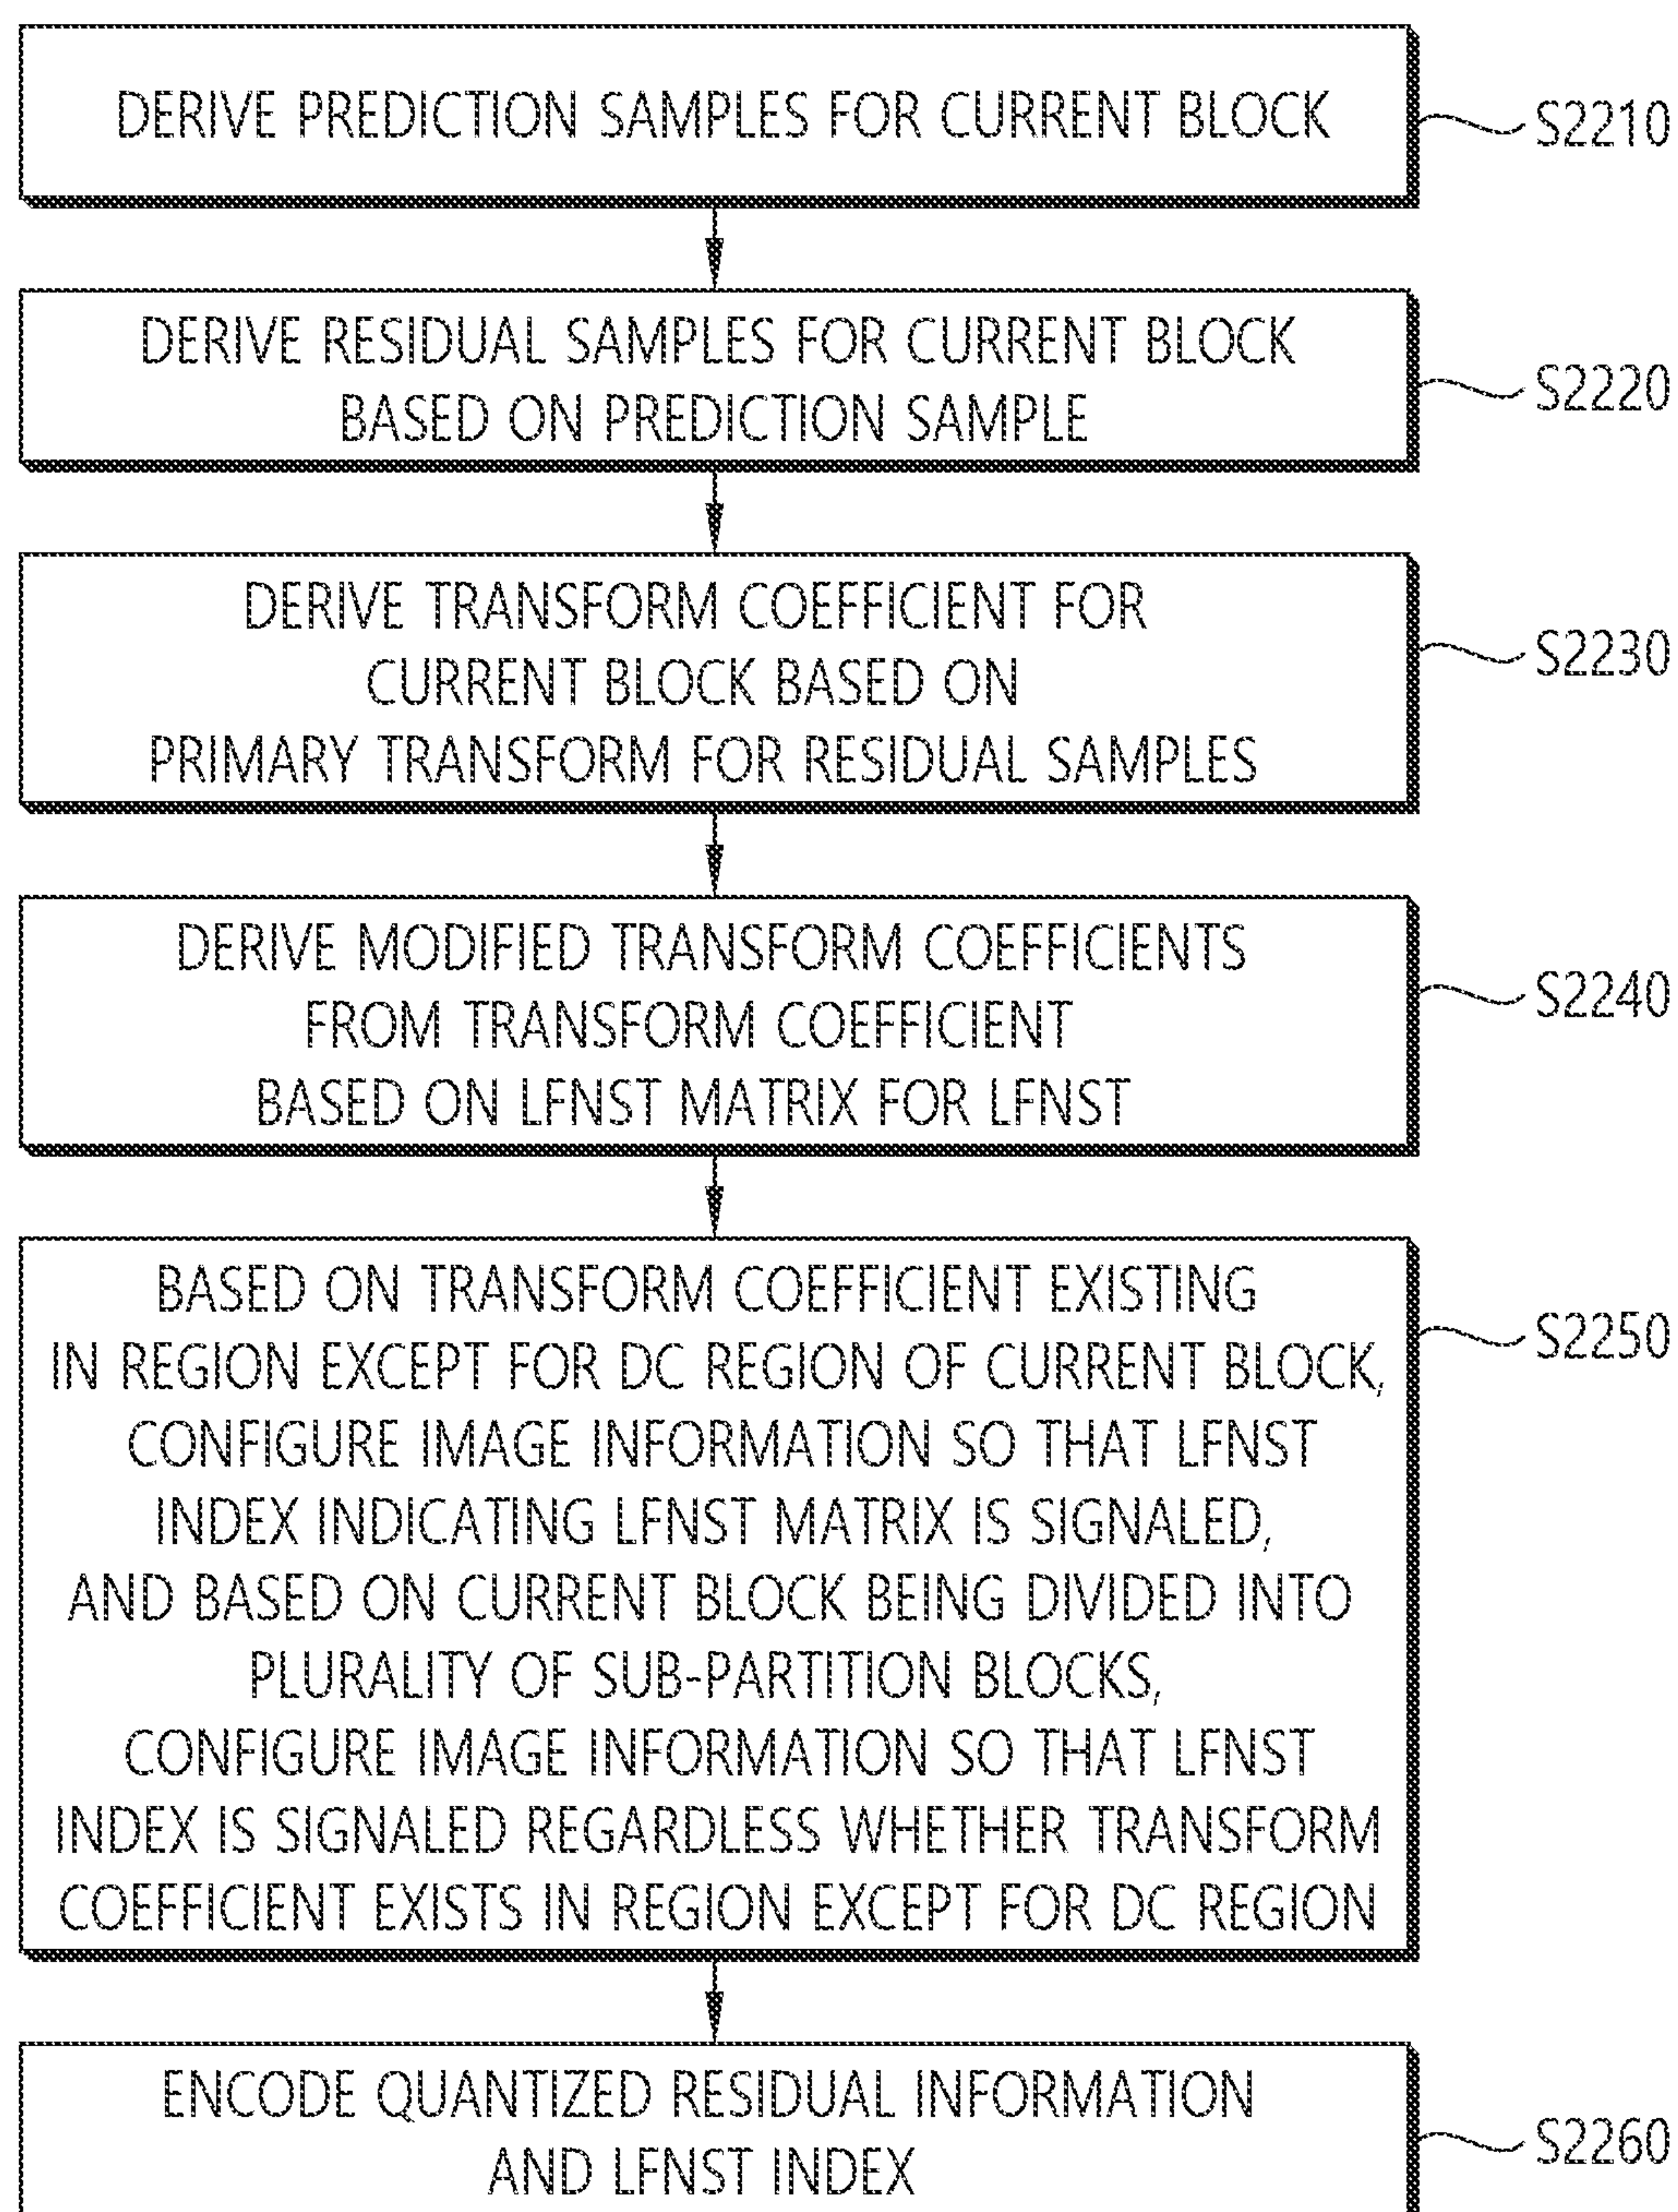 DERIVE PREDICTION SAMPLES FOR CURRENT BLOCK
S2210
DERIVE RESIDUAL SAMPLES FOR CURRENT BLOCK
BASED ON PREDICTION SAMPLE
S2220
DERIVE TRANSFORM COEFFICIENT FOR
CURRENT BLOCK BASED ON
PRIMARY TRANSFORM FOR RESIDUAL SAMPLES
S2230
DERIVE MODIFIED TRANSFORM COEFFICIENTS
FROM TRANSFORM COEFFICIENT
BASED ON LFNST MATRIX FOR LFNST
S2240
BASED ON TRANSFORM COEFFICIENT EXISTING
IN REGION EXCEPT FOR DC REGION OF CURRENT BLOCK,
CONFIGURE IMAGE INFORMATION SO THAT LFNST
INDEX INDICATING LFNST MATRIX IS SIGNALED,
AND BASED ON CURRENT BLOCK BEING DIVIDED INTO
PLURALITY OF SUB-PARTITION BLOCKS,
CONFIGURE IMAGE INFORMATION SO THAT LFNST
INDEX IS SIGNALED REGARDLESS WHETHER TRANSFORM
COEFFICIENT EXISTS IN REGION EXCEPT FOR DC REGION
S2250
ENCODE QUANTIZED RESIDUAL INFORMATION
AND LFNST INDEX
S2260